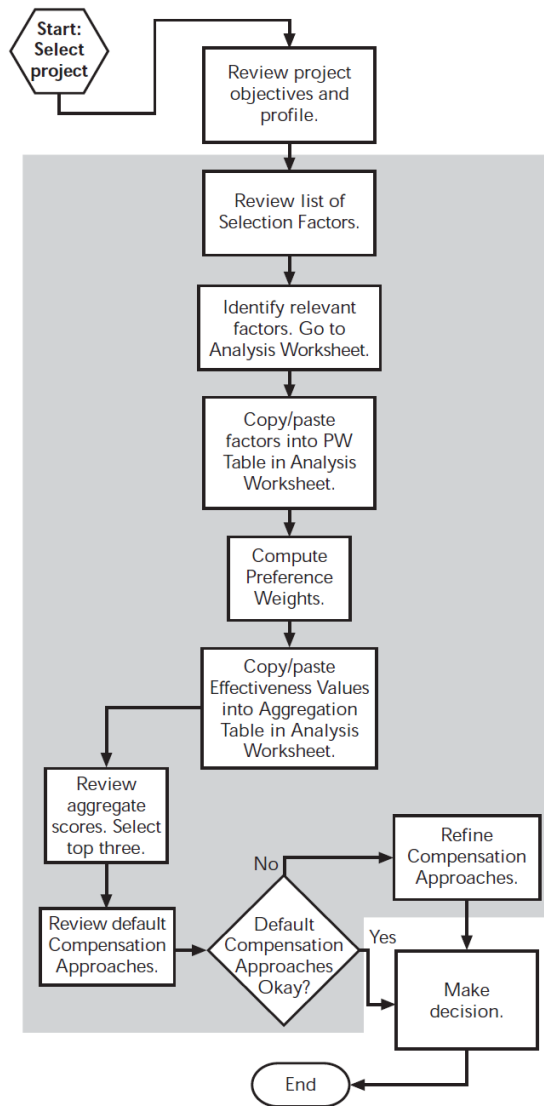 Start:
Select
project
Review project
objectives and
profile.
Review list of
Selection Factors.
Identify relevant
factors. Go to
Analysis Worksheet.
Copy/paste
factors into PW
Table in Analysis
Worksheet.
Compute
Preference
Weights.
Copy/paste
Effectiveness Values
into Aggregation
Table in Analysis
Worksheet.
Review
aggregate
scores. Select
top three.
Review default
Compensation
Approaches.
Default
Compensation
Approaches
Okay?
No
Refine
Compensation
Approaches.
Yes
Make
decision.
End